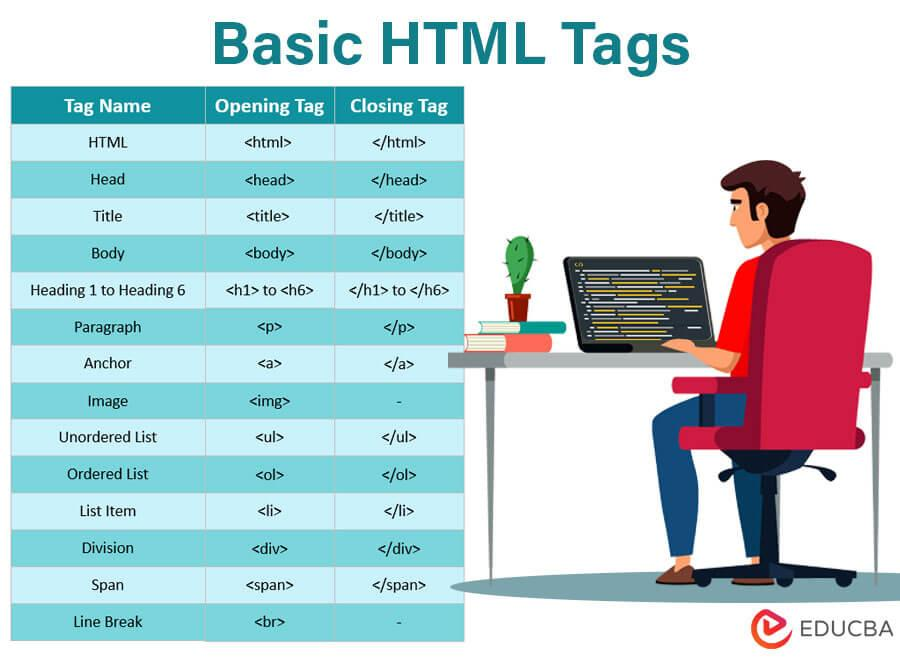 Basic HTML Tags
Tag Name Opening Tag Closing Tag
HTML <html> </html>
Head <head> </head>
Title <title> </title>
Body <body> </body>
Heading 1 to Heading 6 <h1> to <h6> </h1> to </h6>
Paragraph <p> </p>
Anchor <a> </a>
Image <img> -
Unordered List <ul> </ul>
Ordered List <ol> </ol>
List Item <li> </li>
Division <div> </div>
Span <span> </span>
Line Break <br> -
</>
EDUCBA